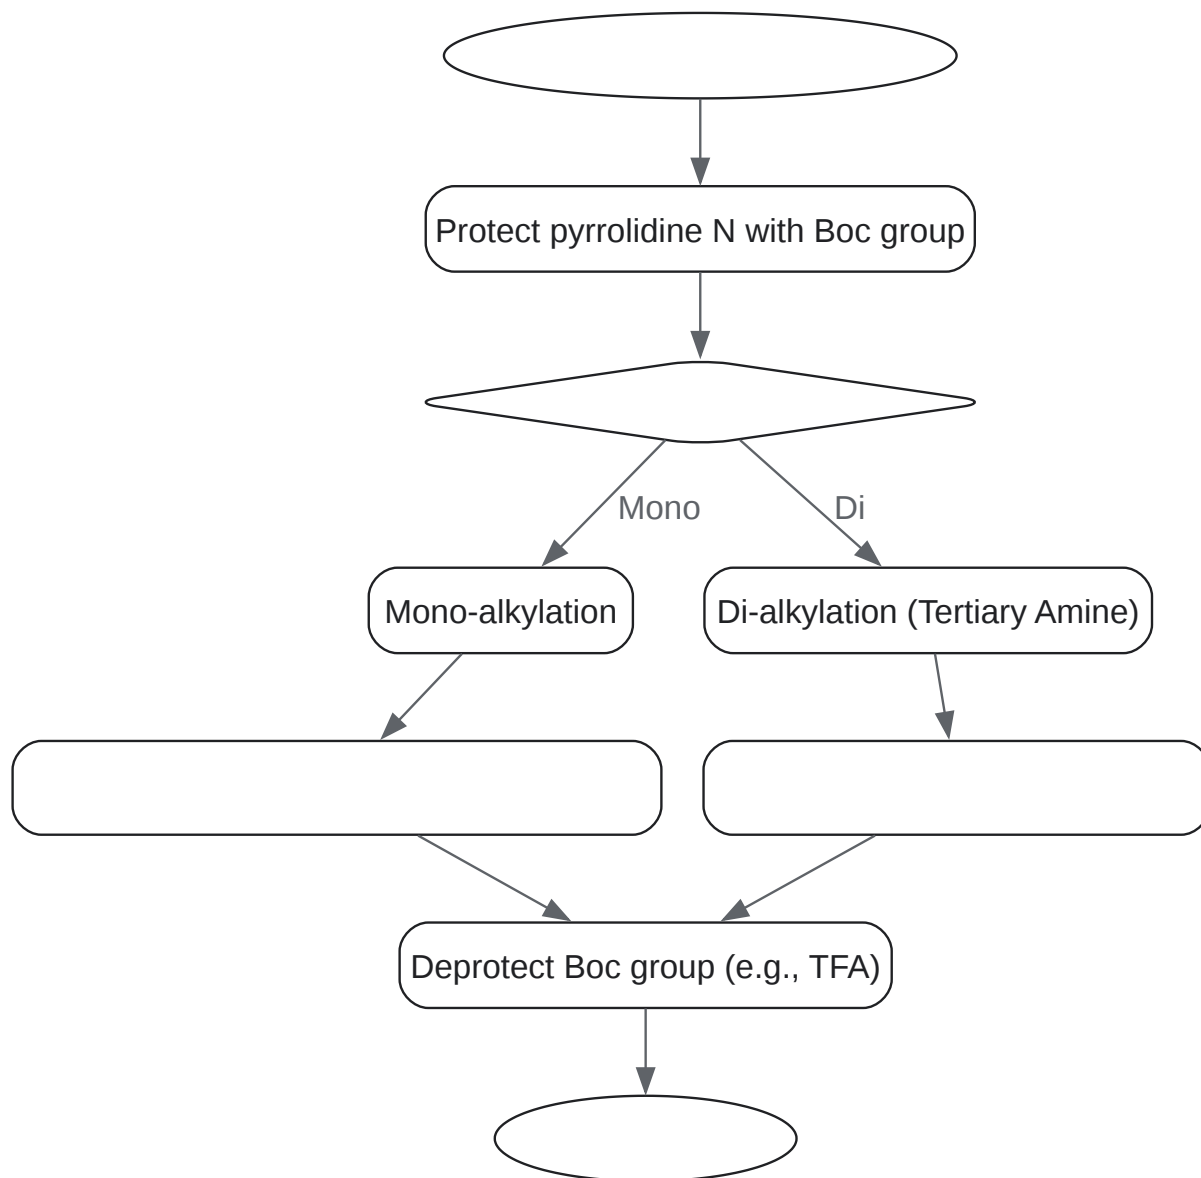 Protect pyrrolidine N with Boc group
Mono
Di
Mono-alkylation
Di-alkylation (Tertiary Amine)
Deprotect Boc group (e.g., TFA)